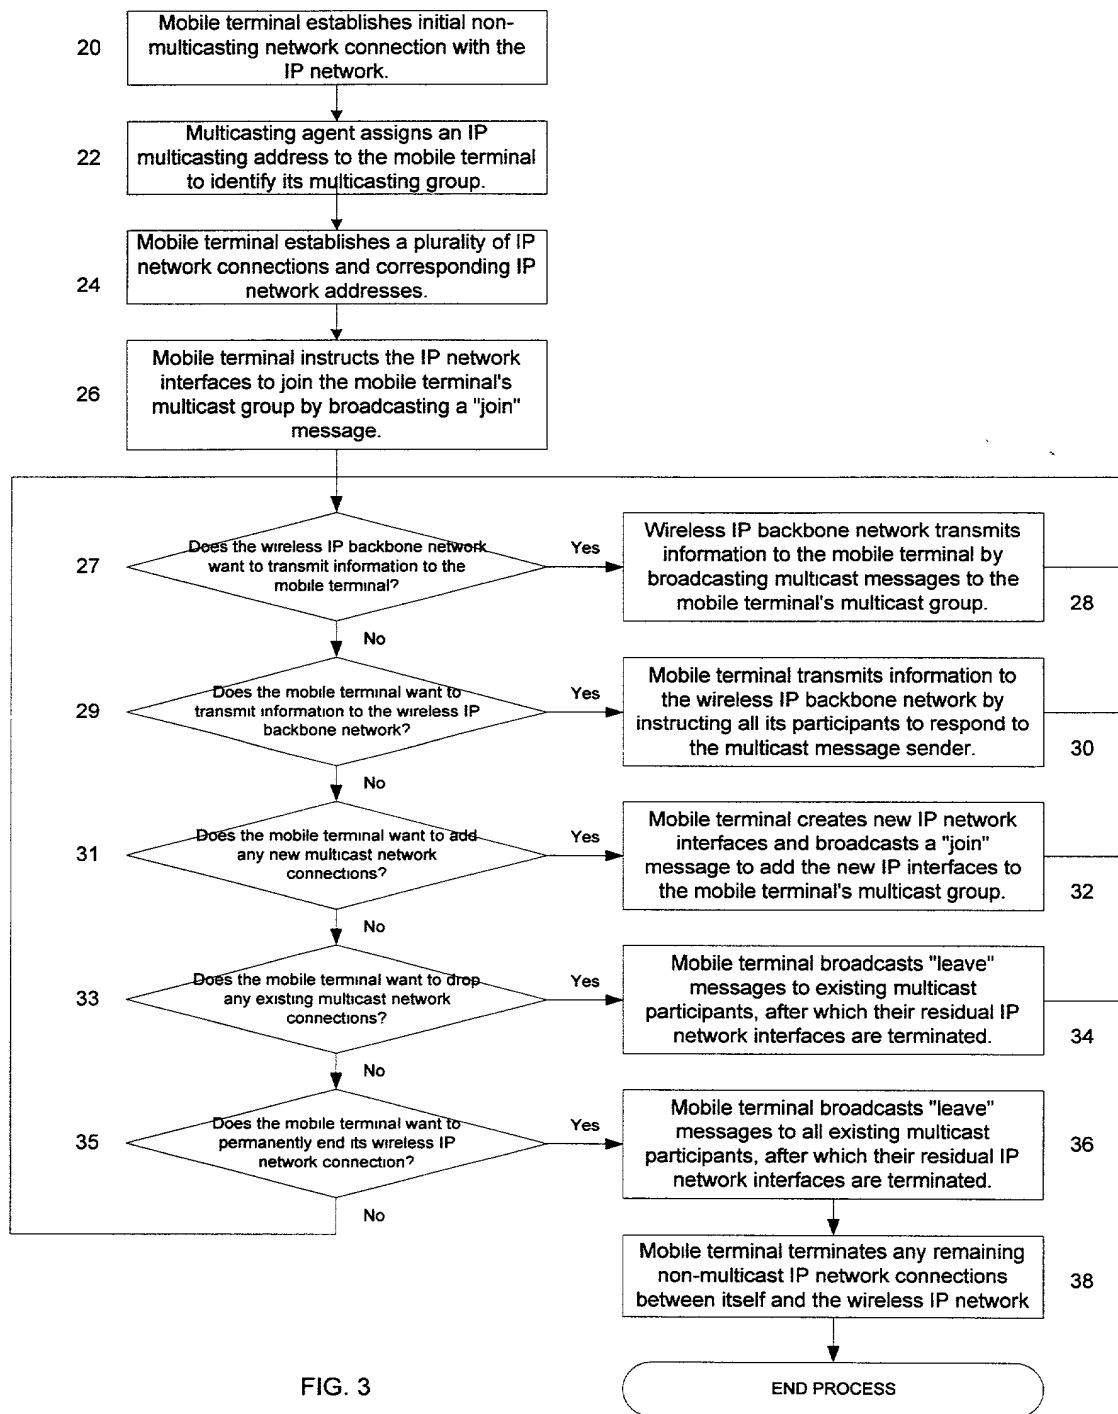 20
Mobile terminal establishes initial non-
multicasting network connection with the
IP network.
22
Multicasting agent assigns an IP
multicasting address to the mobile terminal
to identify its multicasting group.
24
Mobile terminal establishes a plurality of IP
network connections and corresponding IP
network addresses.
26
Mobile terminal instructs the IP network
interfaces to join the mobile terminal's
multicast group by broadcasting a "join"
message.
27
Does the wireless IP backbone network
want to transmit information to the
mobile terminal?
Yes
No
Wireless IP backbone network transmits
information to the mobile terminal by
broadcasting multicast messages to the
mobile terminal's multicast group.
28
29
Does the mobile terminal want to
transmit information to the wireless IP
backbone network?
Yes
No
Mobile terminal transmits information to
the wireless IP backbone network by
instructing all its participants to respond to
the multicast message sender.
30
31
Does the mobile terminal want to add
any new multicast network
connections?
Yes
No
Mobile terminal creates new IP network
interfaces and broadcasts a "join"
message to add the new IP interfaces to
the mobile terminal's multicast group.
32
33
Does the mobile terminal want to drop
any existing multicast network
connections?
Yes
No
Mobile terminal broadcasts "leave"
messages to existing multicast
participants, after which their residual IP
network interfaces are terminated.
34
35
Does the mobile terminal want to
permanently end its wireless IP
network connection?
Yes
No
Mobile terminal broadcasts "leave"
messages to all existing multicast
participants, after which their residual IP
network interfaces are terminated.
36
Mobile terminal terminates any remaining
non-multicast IP network connections
between itself and the wireless IP network
38
END PROCESS
FIG. 3